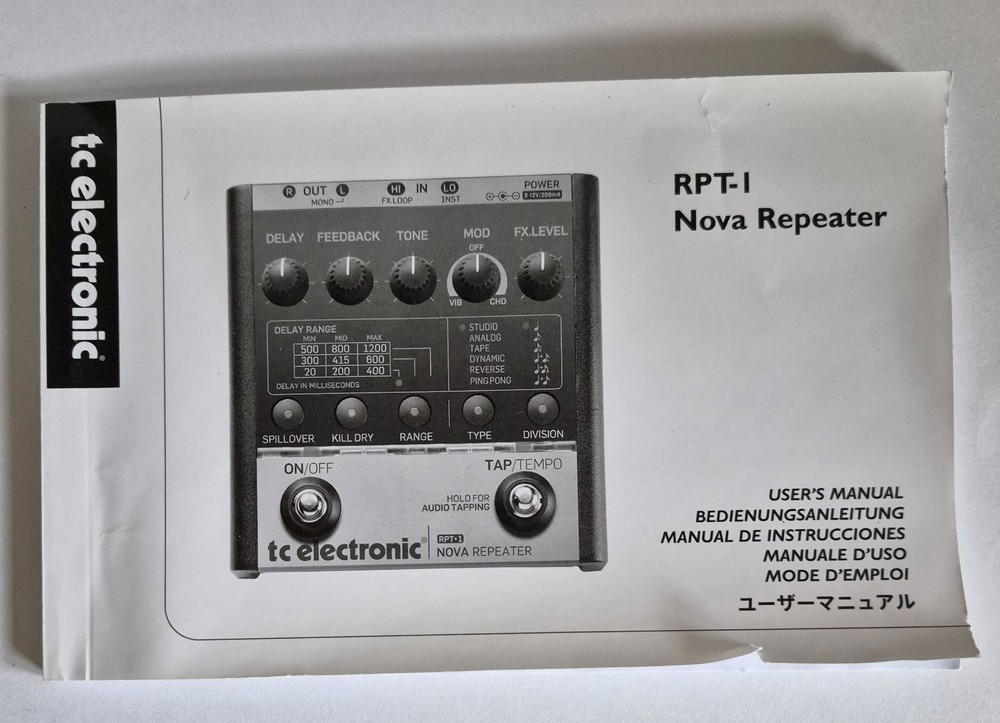 tc electronic
RPT-1
Nova Repeater
R OUT L
MONO
HI IN LO
FX.LOOP INST
POWER
9-12V/300mA
DELAY FEEDBACK TONE MOD FX.LEVEL
OFF
VIB CHO
DELAY RANGE
MIN MID MAX
500 800 1200
300 415 600
20 200 400
DELAY IN MILLISECONDS
STUDIO
ANALOG
TAPE
DYNAMIC
REVERSE
PINGPONG
SPILLOVER KILL DRY RANGE TYPE DIVISION
ON/OFF
TAP/TEMPO
HOLD FOR
AUDIO TAPPING
tc electronic®
RPT•1
NOVA REPEATER
USER'S MANUAL
BEDIENUNGSANLEITUNG
MANUAL DE INSTRUCCIONES
MANUALE D'USO
MODE D'EMPLOI
ユーザーマニュアル